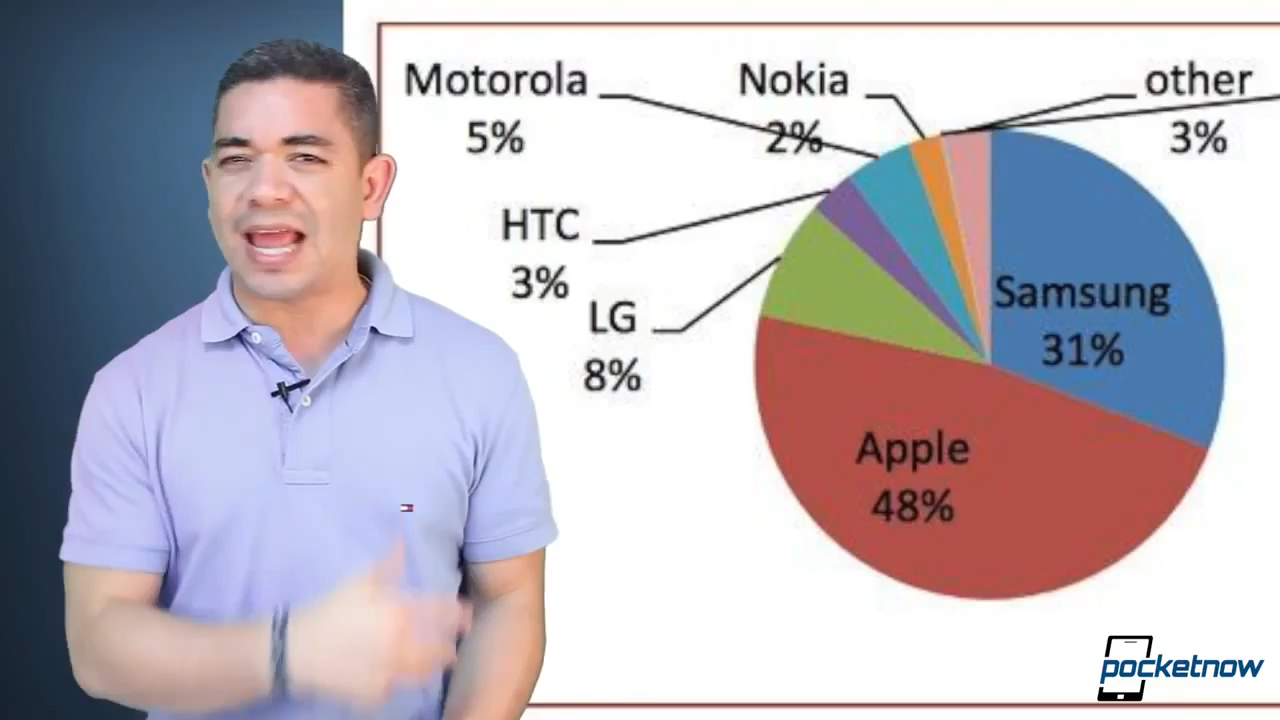 Motorola
5%
Nokia
2%
other
3%
HTC
3%
LG
8%
Samsung
31%
Apple
48%
pocketnow